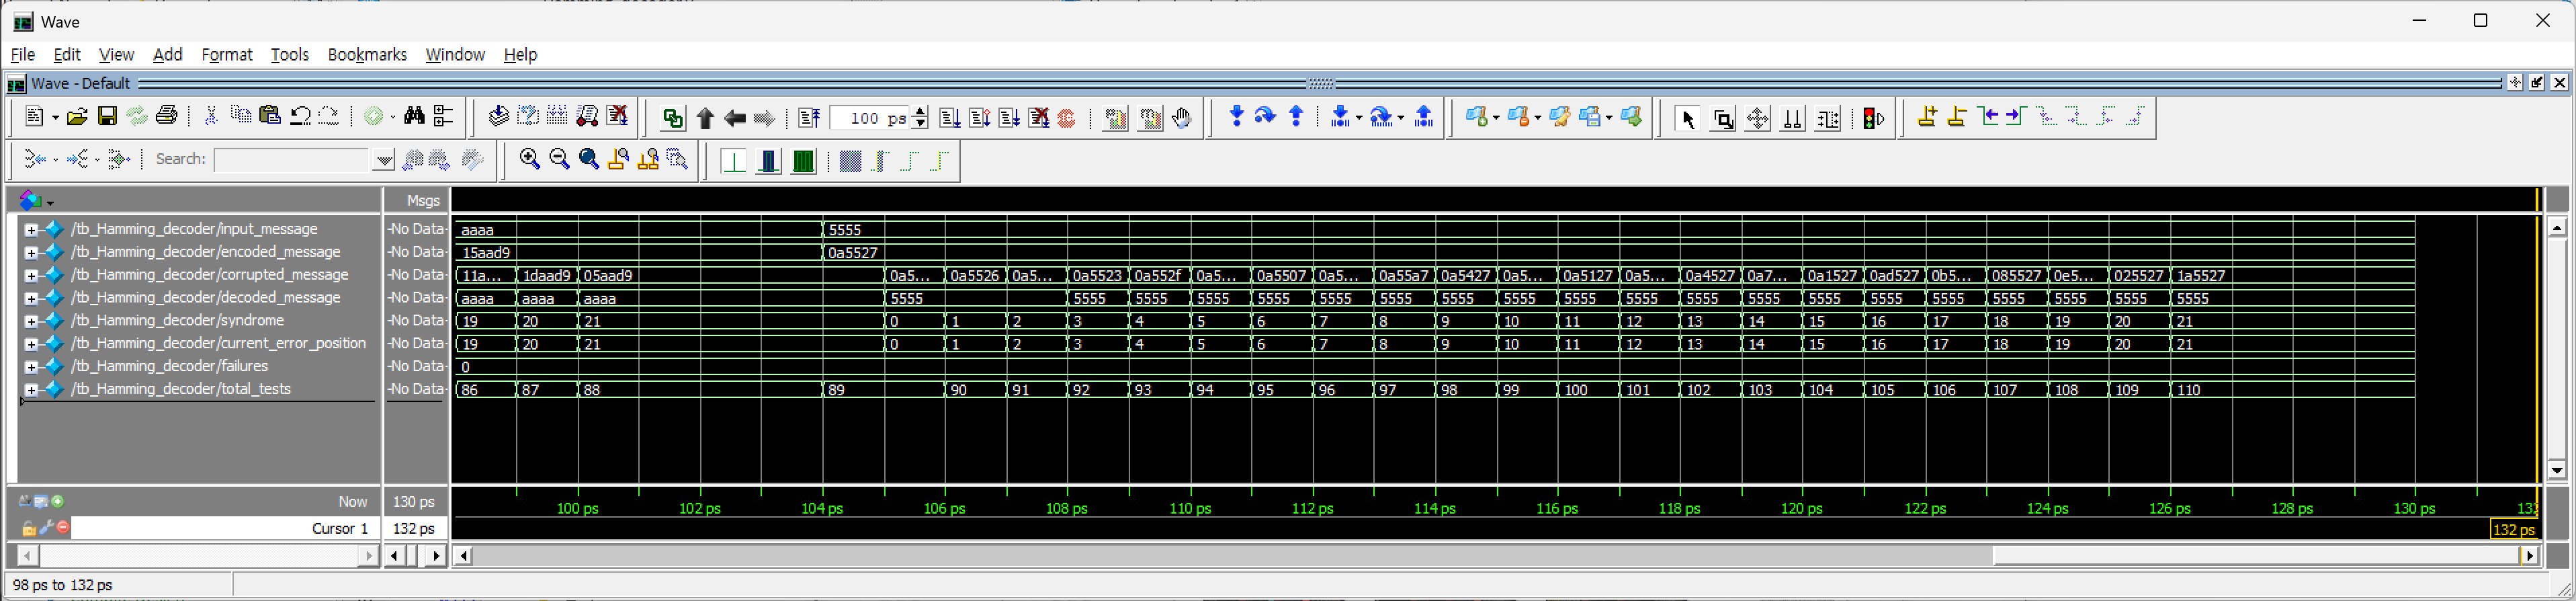 Wave
File Edit View Add Format Tools Bookmarks Window Help
Wave - Default
100 ps
Search:
Msgs
/tb_Hamming_decoder/input_message -No Data- aaaa 5555
/tb_Hamming_decoder/encoded_message -No Data- 15aad9 0a5527
/tb_Hamming_decoder/corrupted_message -No Data- 11a... 1daad9 05aad9 0a5... 0a5526 0a5... 0a5523 0a552f 0a5... 0a5507 0a5... 0a55a7 0a5427 0a5... 0a5127 0a5... 0a4527 0a7... 0a1527 0ad527 0b5... 085527 0e5... 025527 1a5527
/tb_Hamming_decoder/decoded_message -No Data- aaaa aaaa aaaa 5555 5555 5555 5555 5555 5555 5555 5555 5555 5555 5555 5555 5555 5555 5555 5555 5555 5555 5555 5555
/tb_Hamming_decoder/syndrome -No Data- 19 20 21 0 1 2 3 4 5 6 7 8 9 10 11 12 13 14 15 16 17 18 19 20 21
/tb_Hamming_decoder/current_error_position -No Data- 19 20 21 0 1 2 3 4 5 6 7 8 9 10 11 12 13 14 15 16 17 18 19 20 21
/tb_Hamming_decoder/failures -No Data- 0
/tb_Hamming_decoder/total_tests -No Data- 86 87 88 89 90 91 92 93 94 95 96 97 98 99 100 101 102 103 104 105 106 107 108 109 110
Now 130 ps 100 ps 102 ps 104 ps 106 ps 108 ps 110 ps 112 ps 114 ps 116 ps 118 ps 120 ps 122 ps 124 ps 126 ps 128 ps 130 ps 13
Cursor 1 132 ps 132 ps
98 ps to 132 ps